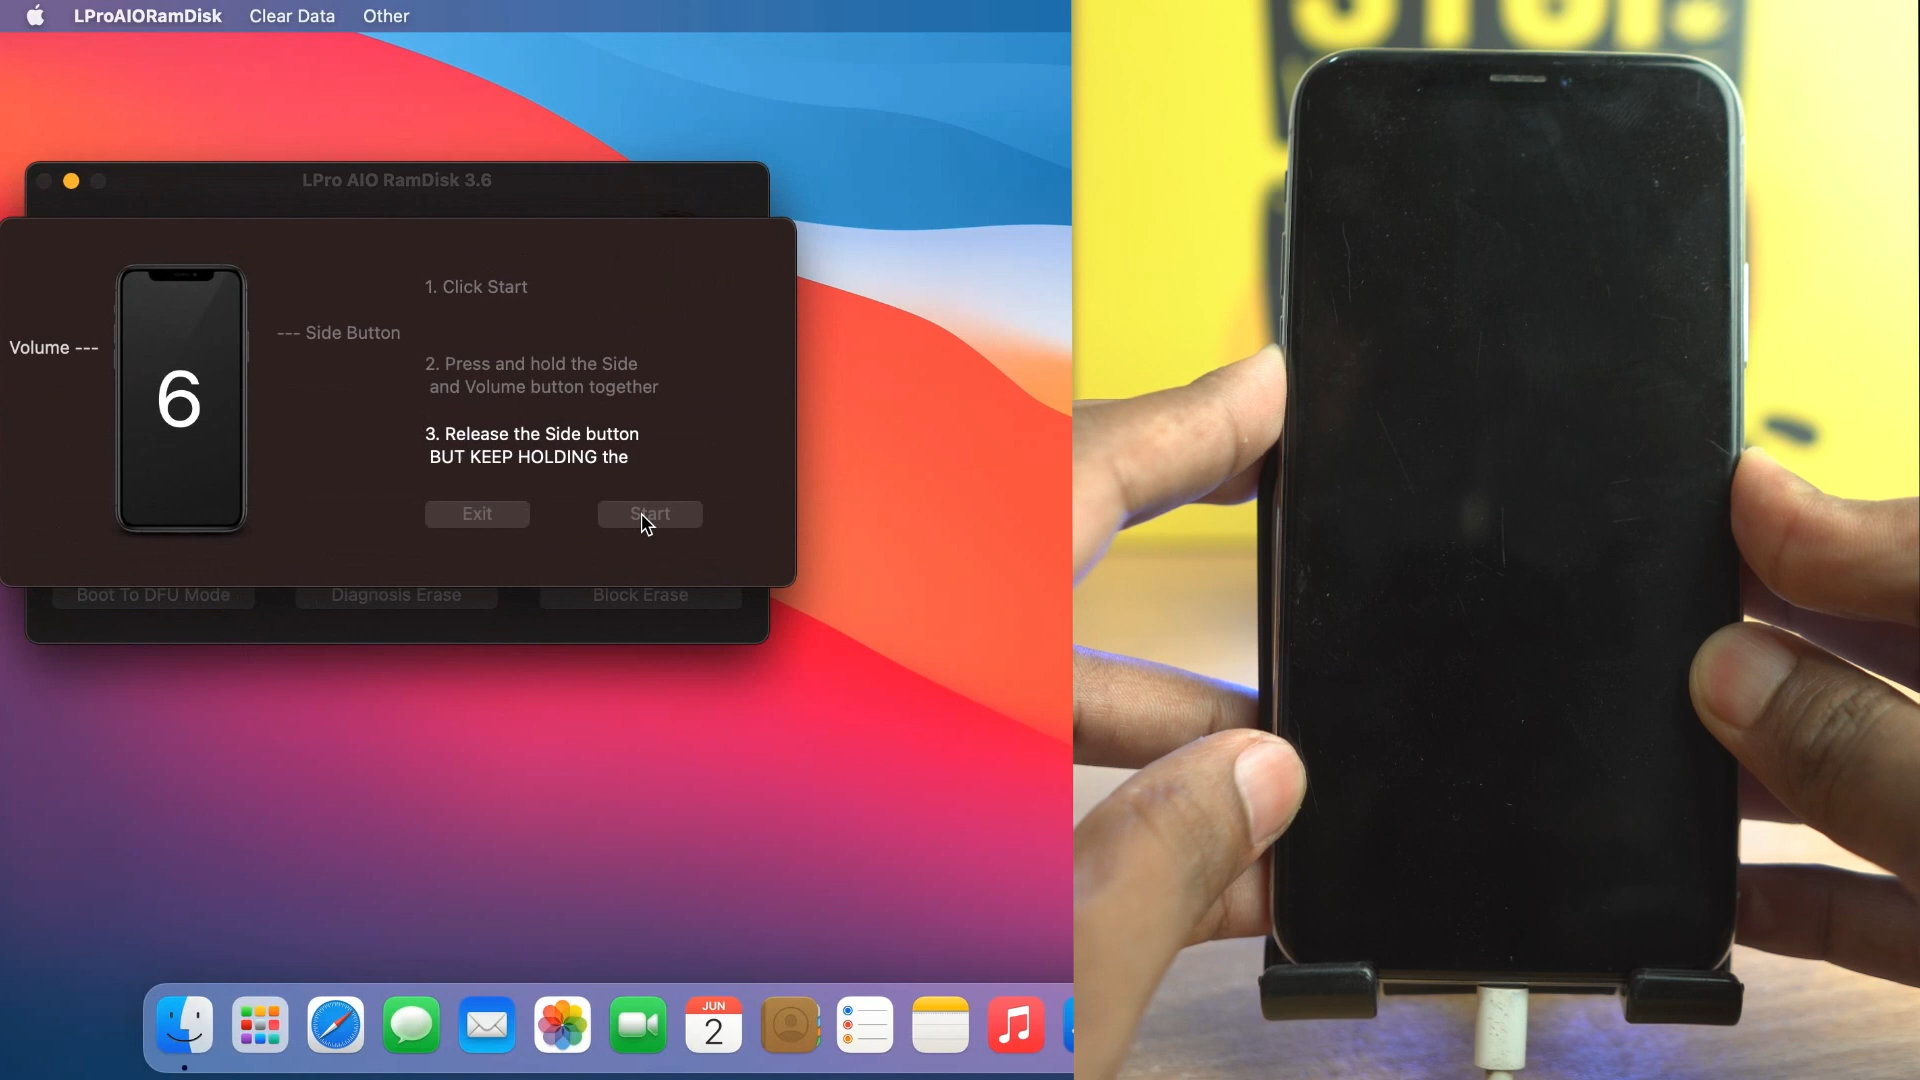 LProAIORamDisk Clear Data Other
LPro AIO RamDisk 3.6
1. Click Start
--- Side Button
Volume ---
6
2. Press and hold the Side
and Volume button together
3. Release the Side button
BUT KEEP HOLDING the
Exit Start
Boot To DFU Mode Diagnosis Erase Block Erase
JUN
2